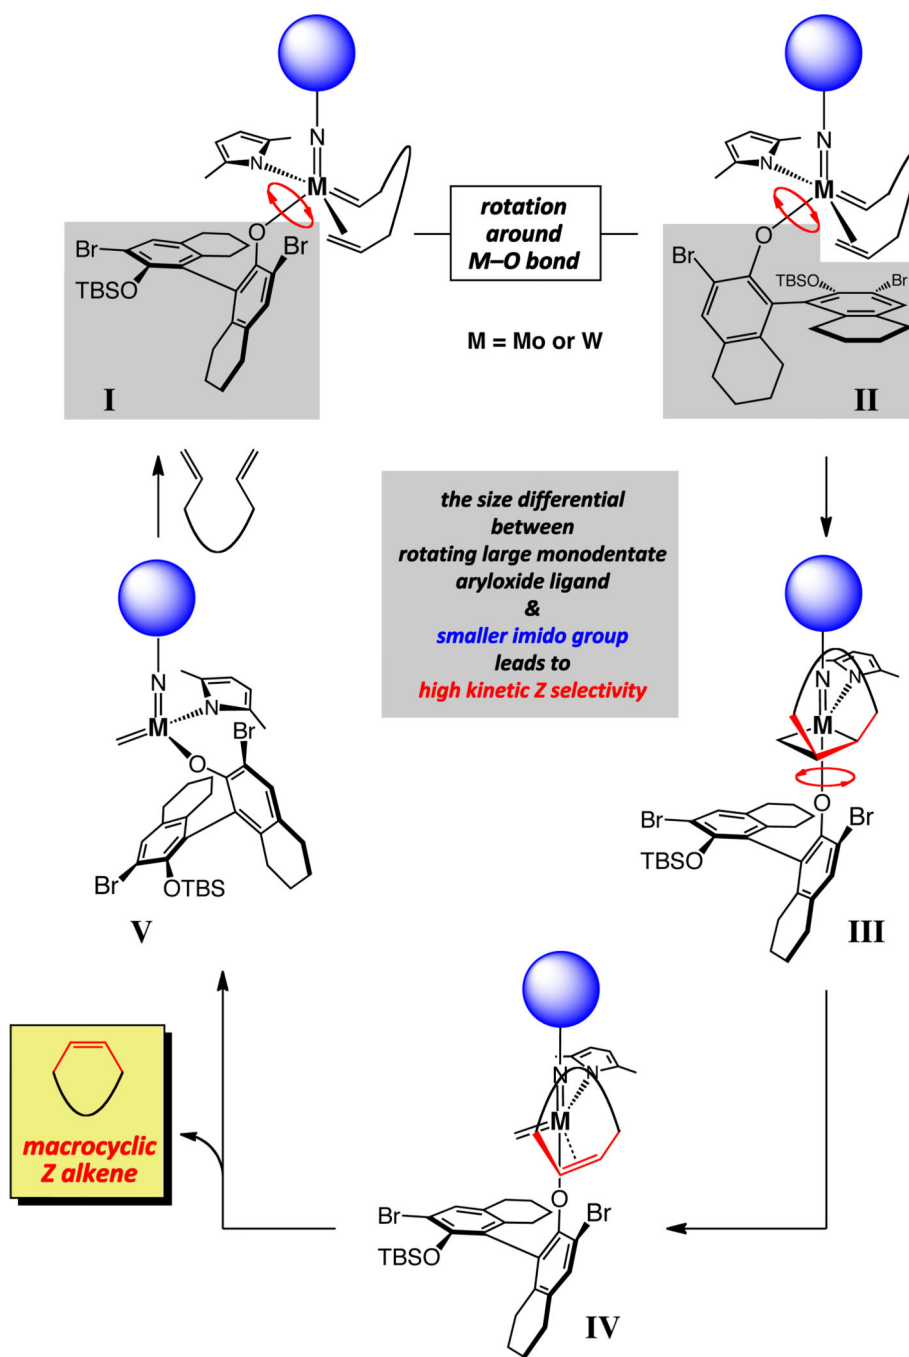 N
N
N
M
O
Br
Br
TBSO
I
rotation
around
M–O bond
M = Mo or W
N
N
M
O
Br
TBSO
Br
II
the size differential
between
rotating large monodentate
aryloxide ligand
&
smaller imido group
leads to
high kinetic Z selectivity
N
N
M
O
Br
Br
OTBS
V
N
N
M
O
Br
Br
TBSO
III
macrocyclic
Z alkene
N
N
M
O
Br
Br
TBSO
IV